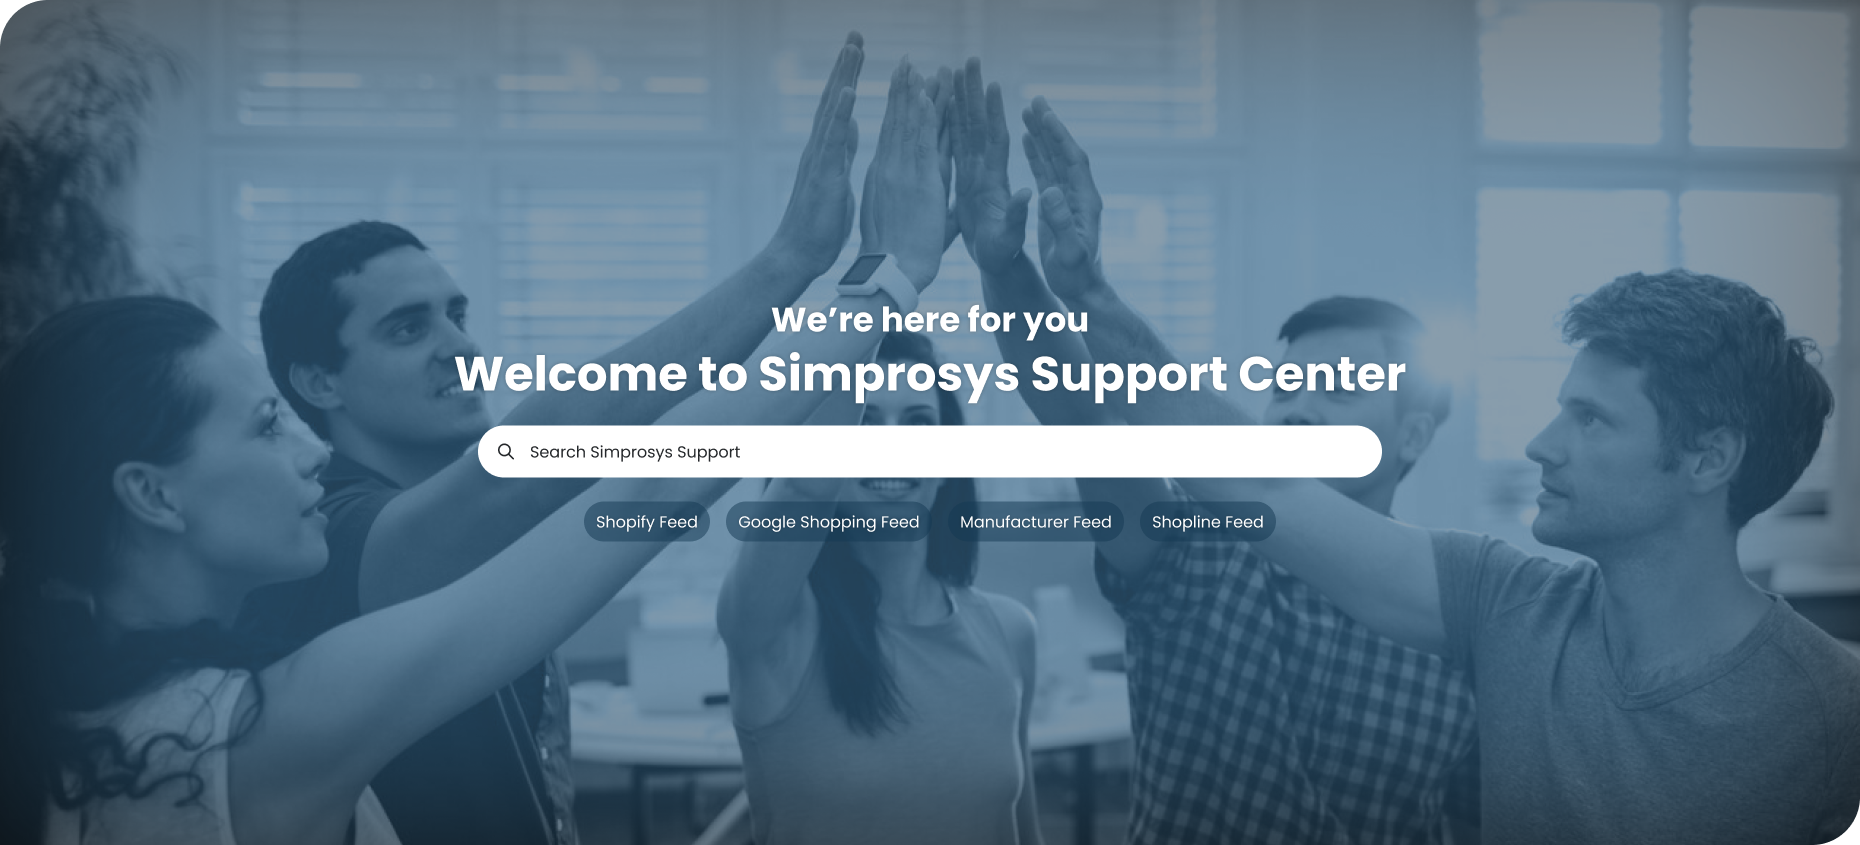 We’re here for you
Welcome to Simprosys Support Center
Search Simprosys Support
Shopify Feed
Google Shopping Feed
Manufacturer Feed
Shopline Feed